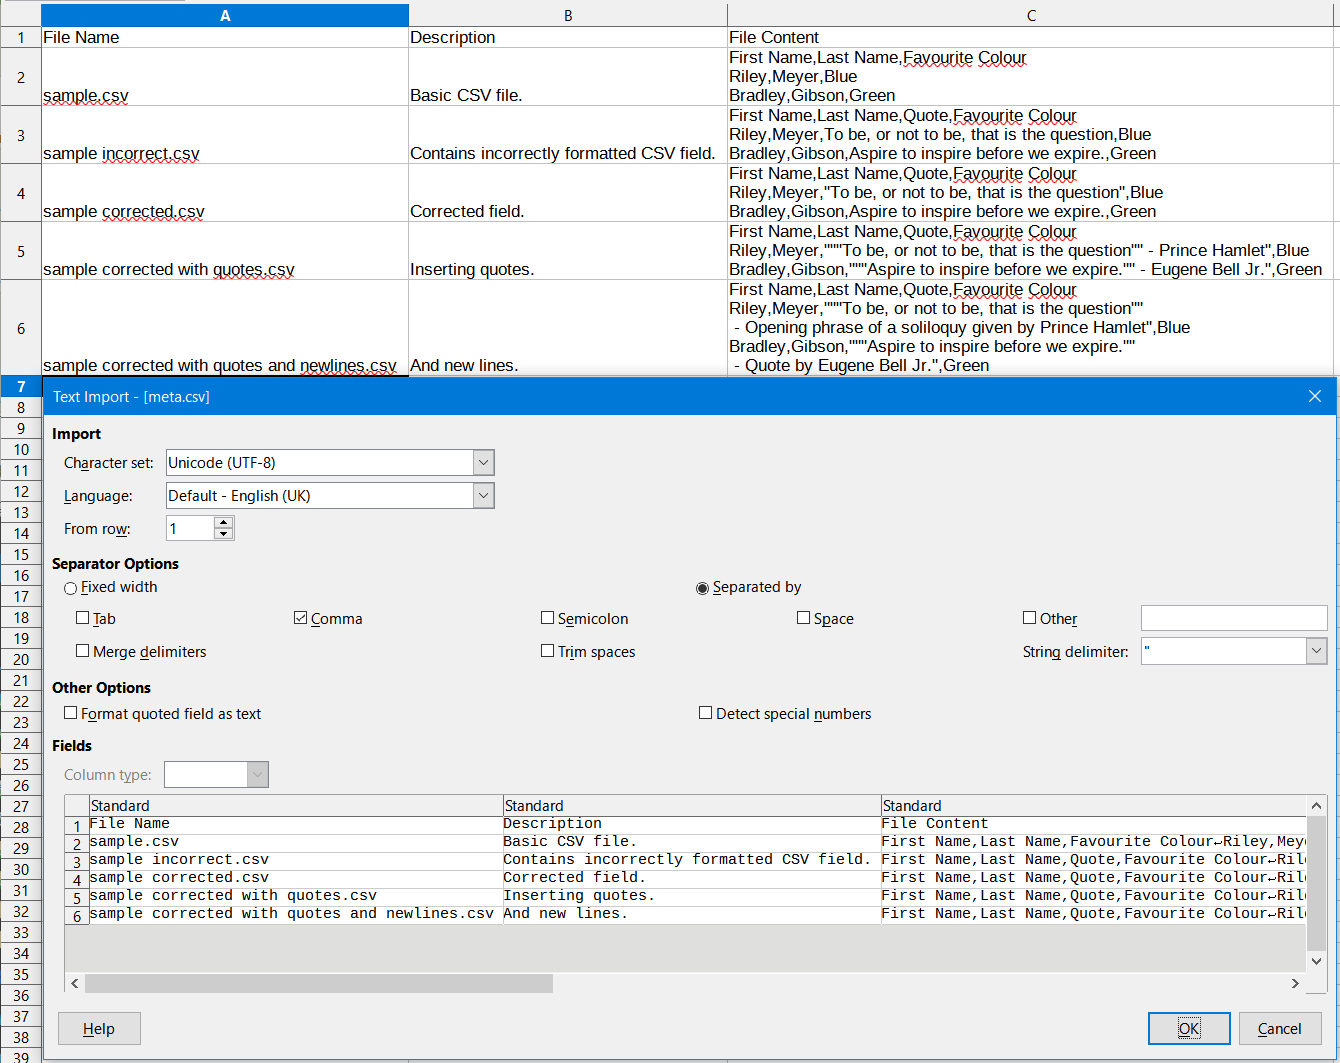 A B C
1 File Name Description File Content
2 sample.csv Basic CSV file. First Name,Last Name,Favourite Colour
Riley,Meyer,Blue
Bradley,Gibson,Green
3 sample incorrect.csv Contains incorrectly formatted CSV field. First Name,Last Name,Quote,Favourite Colour
Riley,Meyer,To be, or not to be, that is the question,Blue
Bradley,Gibson,Aspire to inspire before we expire.,Green
4 sample corrected.csv Corrected field. First Name,Last Name,Quote,Favourite Colour
Riley,Meyer,"To be, or not to be, that is the question",Blue
Bradley,Gibson,Aspire to inspire before we expire.,Green
5 sample corrected with quotes.csv Inserting quotes. First Name,Last Name,Quote,Favourite Colour
Riley,Meyer,"""To be, or not to be, that is the question"" - Prince Hamlet",Blue
Bradley,Gibson,"""Aspire to inspire before we expire."" - Eugene Bell Jr.",Green
6 sample corrected with quotes and newlines.csv And new lines. First Name,Last Name,Quote,Favourite Colour
Riley,Meyer,"""To be, or not to be, that is the question""
- Opening phrase of a soliloquy given by Prince Hamlet",Blue
Bradley,Gibson,"""Aspire to inspire before we expire.""
- Quote by Eugene Bell Jr.",Green
7
8
9
10
11
12
13
14
15
16
17
18
19
20
21
22
23
24
25
26
27
28
29
30
31
32
33
34
35
36
37
38
39
Text Import - [meta.csv]
Import
Character set: Unicode (UTF-8)
Language: Default - English (UK)
From row: 1
Separator Options
Fixed width Separated by
Tab Comma Semicolon Space Other
Merge delimiters Trim spaces String delimiter: "
Other Options
Format quoted field as text Detect special numbers
Fields
Column type:
Standard Standard Standard
1 File Name Description File Content
2 sample.csv Basic CSV file. First Name,Last Name,Favourite Colour↵Riley,Mey
3 sample incorrect.csv Contains incorrectly formatted CSV field. First Name,Last Name,Quote,Favourite Colour↵Ril
4 sample corrected.csv Corrected field. First Name,Last Name,Quote,Favourite Colour↵Ril
5 sample corrected with quotes.csv Inserting quotes. First Name,Last Name,Quote,Favourite Colour↵Ril
6 sample corrected with quotes and newlines.csv And new lines. First Name,Last Name,Quote,Favourite Colour↵Ril
Help OK Cancel